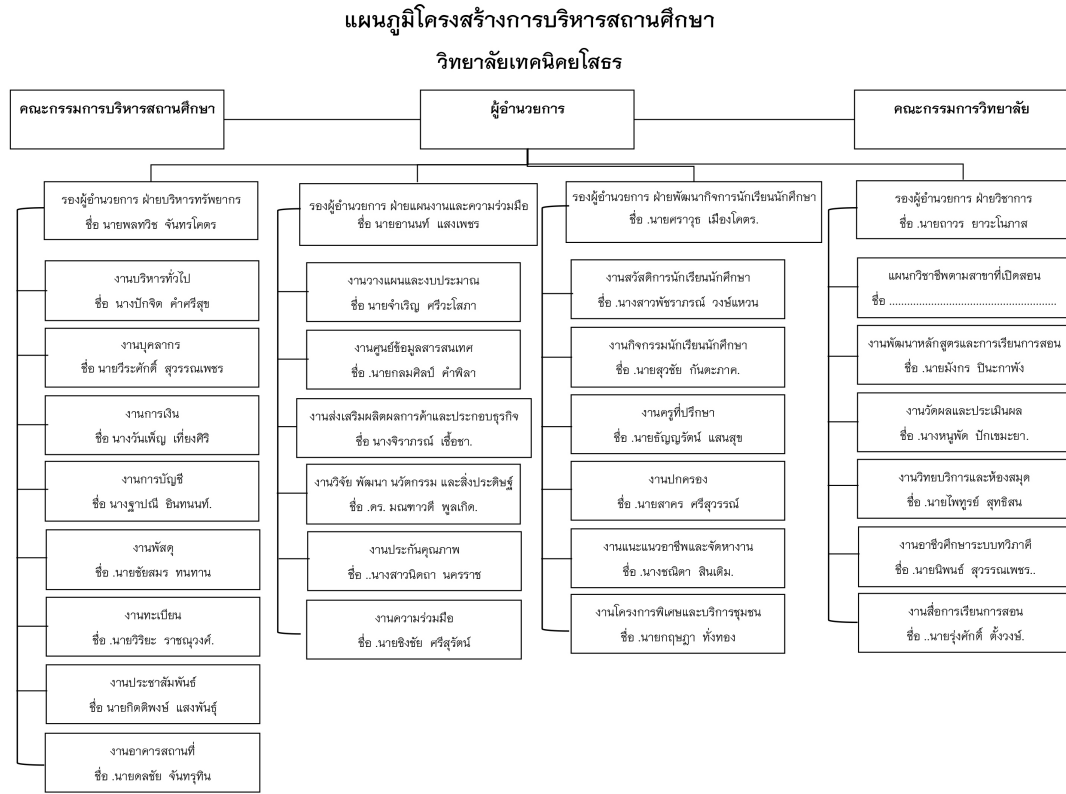 แผนภูมิโครงสร้างการบริหารสถานศึกษา
วิทยาลัยเทคนิคยโสธร
คณะกรรมการบริหารสถานศึกษา
ผู้อำนวยการ
คณะกรรมการวิทยาลัย
รองผู้อำนวยการ ฝ่ายบริหารทรัพยากร
ชื่อ นายพลทวิช จันทรโคตร
งานบริหารทั่วไป
ชื่อ นางปักจิต คำศรีสุข
งานบุคลากร
ชื่อ นายวีระศักดิ์ สุวรรณเพชร
งานการเงิน
ชื่อ นางวันเพ็ญ เที่ยงศิริ
งานการบัญชี
ชื่อ นางฐาปณี อินทนนท์.
งานพัสดุ
ชื่อ .นายชัยสมร ทนทาน
งานทะเบียน
ชื่อ .นายวิริยะ ราชณุวงศ์.
งานประชาสัมพันธ์
ชื่อ นายกิตติพงษ์ แสงพันธุ์
งานอาคารสถานที่
ชื่อ .นายดลชัย จันทรุทิน
รองผู้อำนวยการ ฝ่ายแผนงานและความร่วมมือ
ชื่อ นายอานนท์ แสงเพชร
งานวางแผนและงบประมาณ
ชื่อ นายจำเริญ ศรีวะโสภา
งานศูนย์ข้อมูลสารสนเทศ
ชื่อ .นายกลมศิลป์ คำพิลา
งานส่งเสริมผลิตผลการค้าและประกอบธุรกิจ
ชื่อ นางจิราภรณ์ เชื้อชา.
งานวิจัย พัฒนา นวัตกรรม และสิ่งประดิษฐ์
ชื่อ .ดร. มณฑาวดี พูลเกิด.
งานประกันคุณภาพ
ชื่อ ..นางสาวนิดถา นครราช
งานความร่วมมือ
ชื่อ .นายชิงชัย ศรีสุรัตน์
รองผู้อำนวยการ ฝ่ายพัฒนากิจการนักเรียนนักศึกษา
ชื่อ .นายศราวุธ เมืองโคตร.
งานสวัสดิการนักเรียนนักศึกษา
ชื่อ .นางสาวพัชราภรณ์ วงษ์แหวน
งานกิจกรรมนักเรียนนักศึกษา
ชื่อ .นายสุวชัย กันตะภาค.
งานครูที่ปรึกษา
ชื่อ .นายธัญญรัตน์ แสนสุข
งานปกครอง
ชื่อ .นายสาคร ศรีสุวรรณ์
งานแนะแนวอาชีพและจัดหางาน
ชื่อ .นางชณิตา สินเติม.
งานโครงการพิเศษและบริการชุมชน
ชื่อ .นายกฤษฎา ทั่งทอง
รองผู้อำนวยการ ฝ่ายวิชาการ
ชื่อ .นายถาวร ยาวะโนภาส
แผนกวิชาชีพตามสาขาที่เปิดสอน
ชื่อ .......................................................
งานพัฒนาหลักสูตรและการเรียนการสอน
ชื่อ .นายมังกร ปินะกาพัง
งานวัดผลและประเมินผล
ชื่อ .นางหนูพัด ปักเขมะยา.
งานวิทยบริการและห้องสมุด
ชื่อ .นายไพทูรย์ สุทธิสน
งานอาชีวศึกษาระบบทวิภาคี
ชื่อ .นายนิพนธ์ สุวรรณเพชร..
งานสื่อการเรียนการสอน
ชื่อ ..นายรุ่งศักดิ์ ตั้งวงษ์.